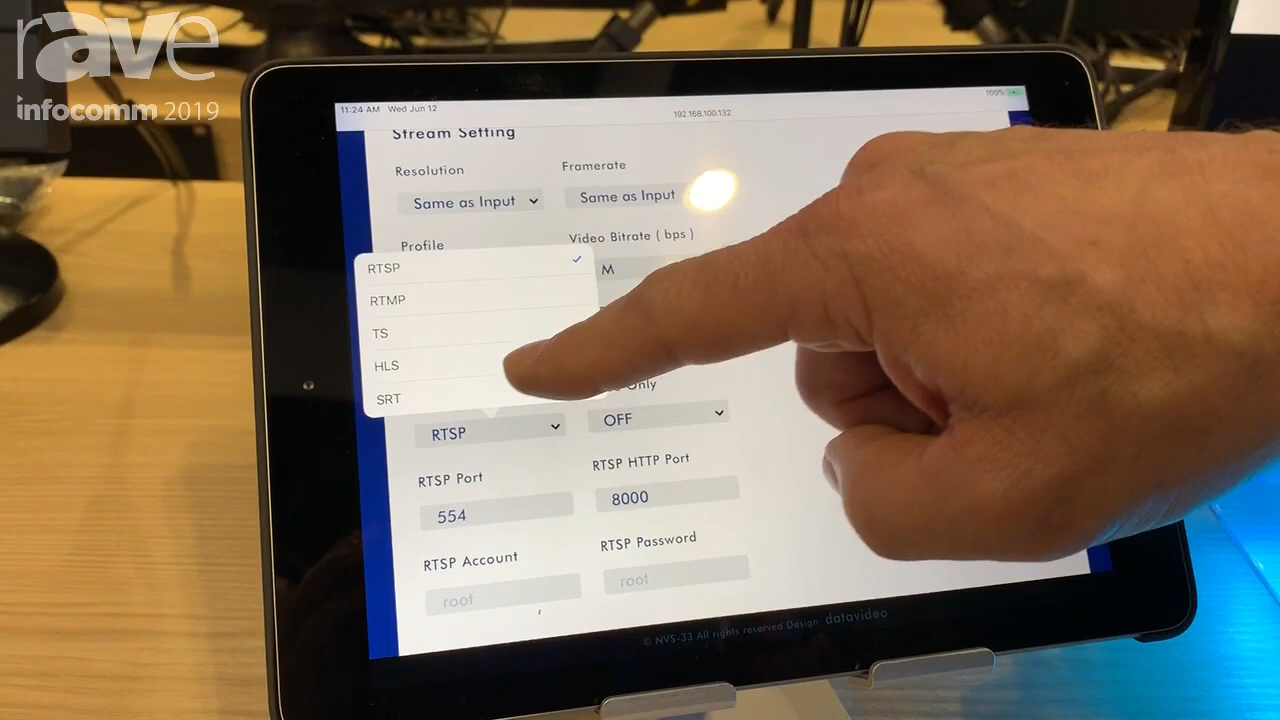 rAVe
infocomm 2019
11:24 AM Wed Jun 12
192.168.100.132
100%
Stream Setting
Resolution
Framerate
Same as Input
Same as Input
Profile
Video Bitrate ( bps )
M
RTSP
RTMP
TS
HLS
SRT
Only
RTSP
OFF
RTSP Port
RTSP HTTP Port
554
8000
RTSP Account
RTSP Password
root
root
© NVS-33 All rights reserved Design: datavideo